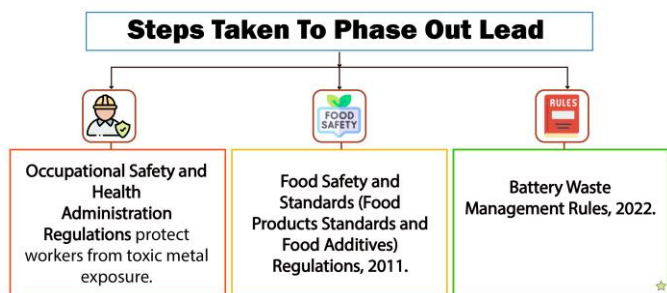 Steps Taken To Phase Out Lead
FOOD
SAFETY
RULES
Occupational Safety and
Health
Administration
Regulations protect
workers from toxic metal
exposure.
Food Safety and
Standards (Food
Products Standards and
Food Additives)
Regulations, 2011.
Battery Waste
Management Rules, 2022.